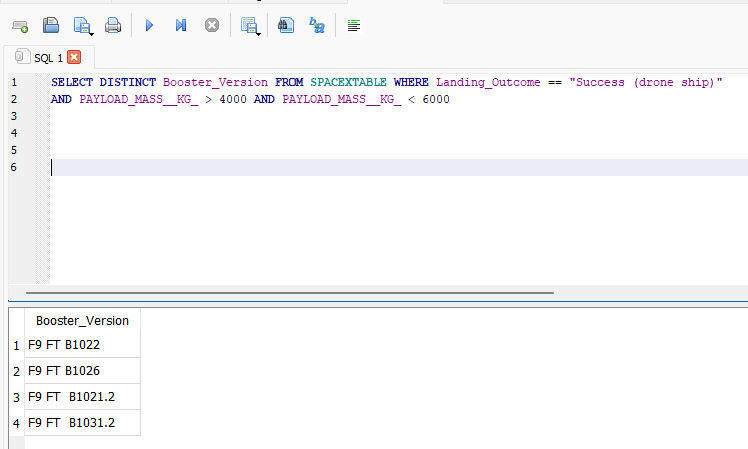 SQL 1
1 SELECT DISTINCT Booster_Version FROM SPACEXTABLE WHERE Landing_Outcome == "Success (drone ship)"
2 AND PAYLOAD_MASS__KG_ > 4000 AND PAYLOAD_MASS__KG_ < 6000
3
4
5
6
Booster_Version
1 F9 FT B1022
2 F9 FT B1026
3 F9 FT  B1021.2
4 F9 FT  B1031.2